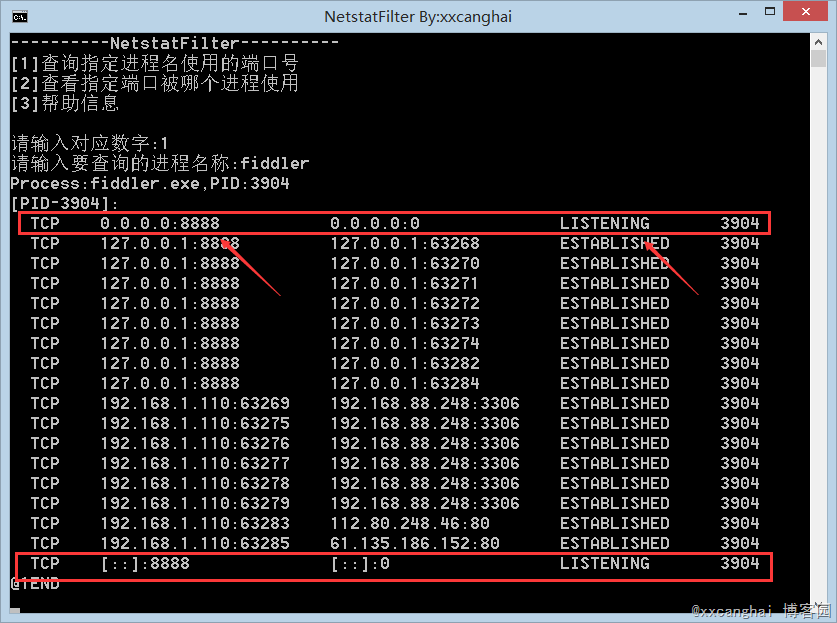 NetstatFilter By:xxcanghai
----------NetstatFilter----------
[1]查询指定进程名使用的端口号
[2]查看指定端口被哪个进程使用
[3]帮助信息
请输入对应数字:1
请输入要查询的进程名称:fiddler
Process:fiddler.exe,PID:3904
[PID-3904]:
TCP 0.0.0.0:8888 0.0.0.0:0 LISTENING 3904
TCP 127.0.0.1:8888 127.0.0.1:63268 ESTABLISHED 3904
TCP 127.0.0.1:8888 127.0.0.1:63270 ESTABLISHED 3904
TCP 127.0.0.1:8888 127.0.0.1:63271 ESTABLISHED 3904
TCP 127.0.0.1:8888 127.0.0.1:63272 ESTABLISHED 3904
TCP 127.0.0.1:8888 127.0.0.1:63273 ESTABLISHED 3904
TCP 127.0.0.1:8888 127.0.0.1:63274 ESTABLISHED 3904
TCP 127.0.0.1:8888 127.0.0.1:63282 ESTABLISHED 3904
TCP 127.0.0.1:8888 127.0.0.1:63284 ESTABLISHED 3904
TCP 192.168.1.110:63269 192.168.88.248:3306 ESTABLISHED 3904
TCP 192.168.1.110:63275 192.168.88.248:3306 ESTABLISHED 3904
TCP 192.168.1.110:63276 192.168.88.248:3306 ESTABLISHED 3904
TCP 192.168.1.110:63277 192.168.88.248:3306 ESTABLISHED 3904
TCP 192.168.1.110:63278 192.168.88.248:3306 ESTABLISHED 3904
TCP 192.168.1.110:63279 192.168.88.248:3306 ESTABLISHED 3904
TCP 192.168.1.110:63283 112.80.248.46:80 ESTABLISHED 3904
TCP 192.168.1.110:63285 61.135.186.152:80 ESTABLISHED 3904
TCP [::]:8888 [::]:0 LISTENING 3904
@1END
@xxcanghai 博客园